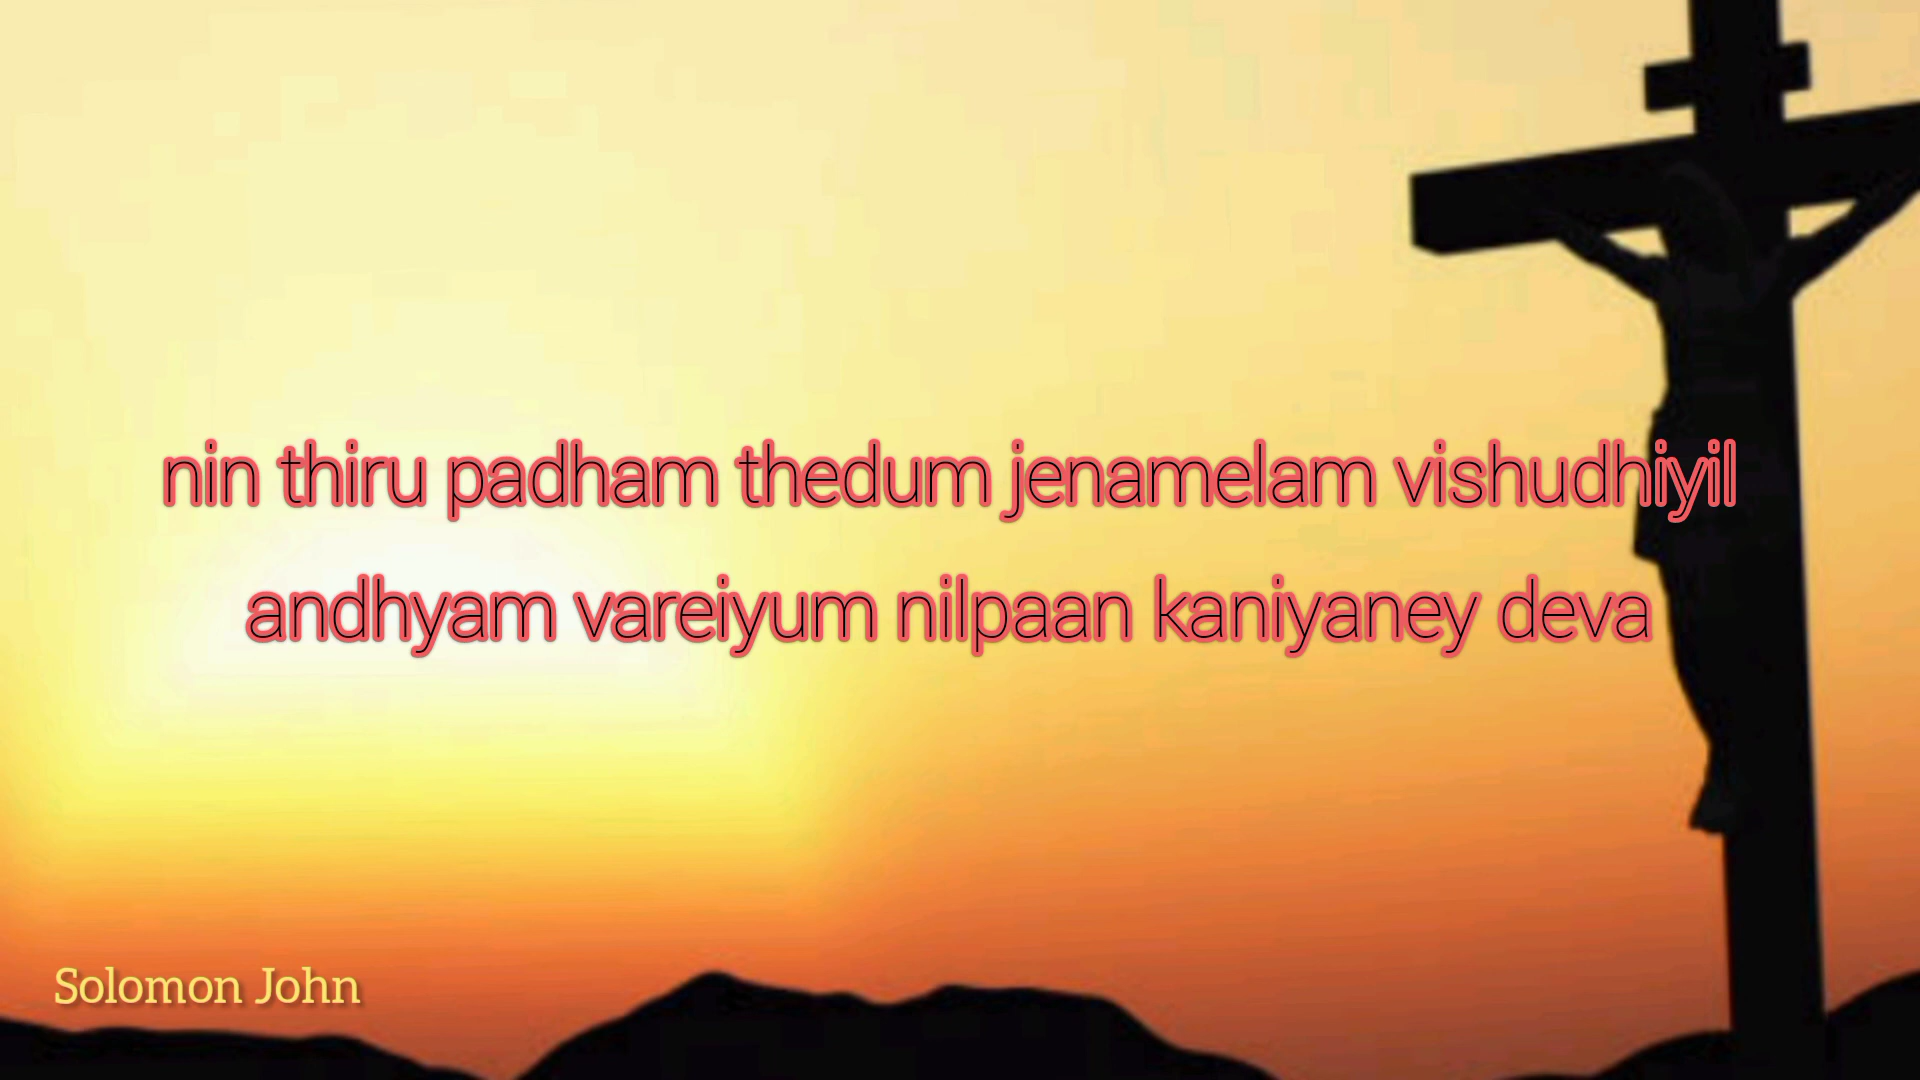 nin thiru padham thedum jenamelam vishudhiyil
andhyam vareiyum nilpaan kaniyaney deva
Solomon John